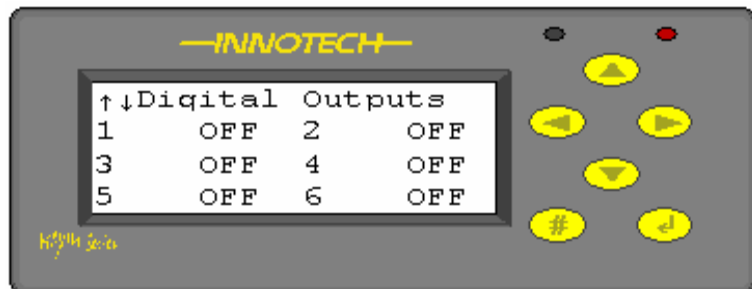 INNOTECH
↑↓Digital Outputs
1 OFF 2 OFF
3 OFF 4 OFF
5 OFF 6 OFF
#